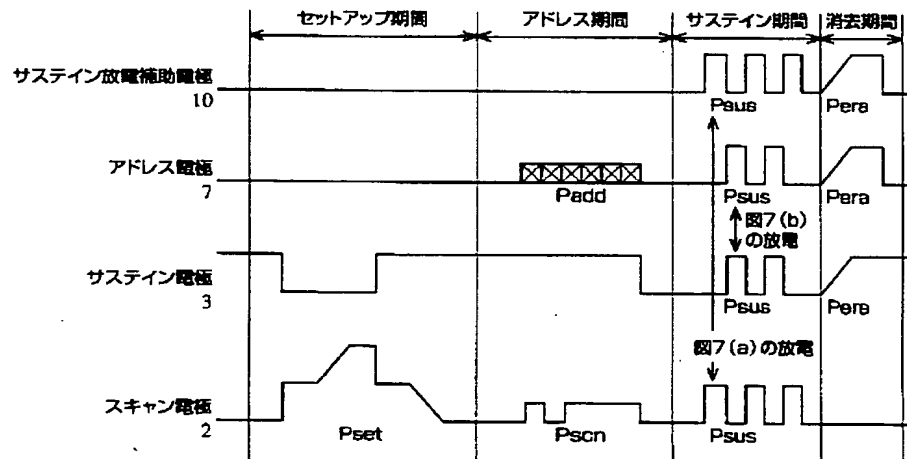 セットアップ期間
アドレス期間
サステイン期間
消去期間
サステイン放電補助電極
10
Psus
Pera
アドレス電極
7
Padd
Psus
Pera
図7(b)
の放電
サステイン電極
3
Psus
Pera
図7(a)の放電
スキャン電極
2
Pset
Pscn
Psus